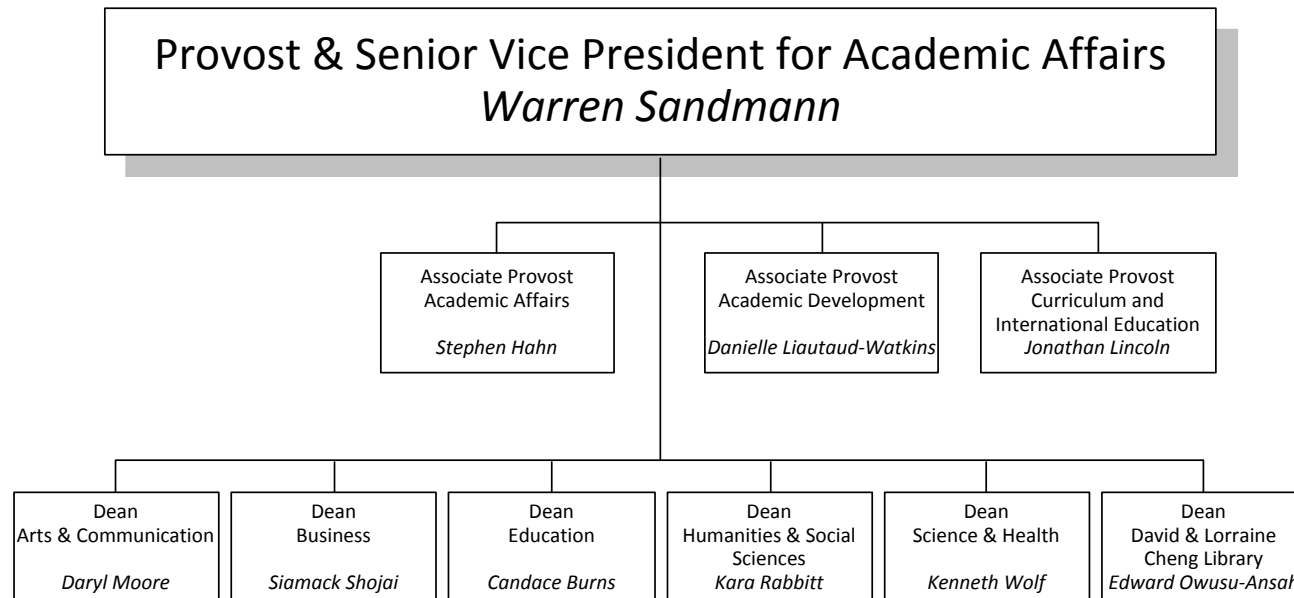 Provost & Senior Vice President for Academic Affairs
Warren Sandmann
Associate Provost
Academic Affairs
Stephen Hahn
Associate Provost
Academic Development
Danielle Liautaud-Watkins
Associate Provost
Curriculum and
International Education
Jonathan Lincoln
Dean
Arts & Communication
Daryl Moore
Dean
Business
Siamack Shojai
Dean
Education
Candace Burns
Dean
Humanities & Social
Sciences
Kara Rabbitt
Dean
Science & Health
Kenneth Wolf
Dean
David & Lorraine
Cheng Library
Edward Owusu-Ansah